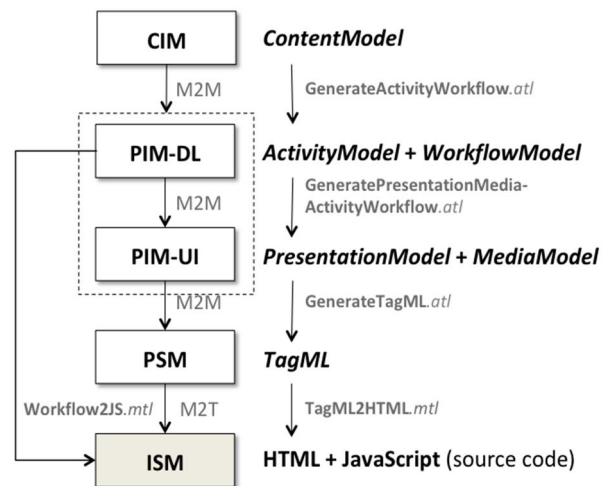 CIM ContentModel
M2M GenerateActivityWorkflow.atl
PIM-DL ActivityModel + WorkflowModel
M2M GeneratePresentationMedia-
ActivityWorkflow.atl
PIM-UI PresentationModel + MediaModel
M2M GenerateTagML.atl
PSM TagML
Workflow2JS.mtl M2T TagML2HTML.mtl
ISM HTML + JavaScript (source code)